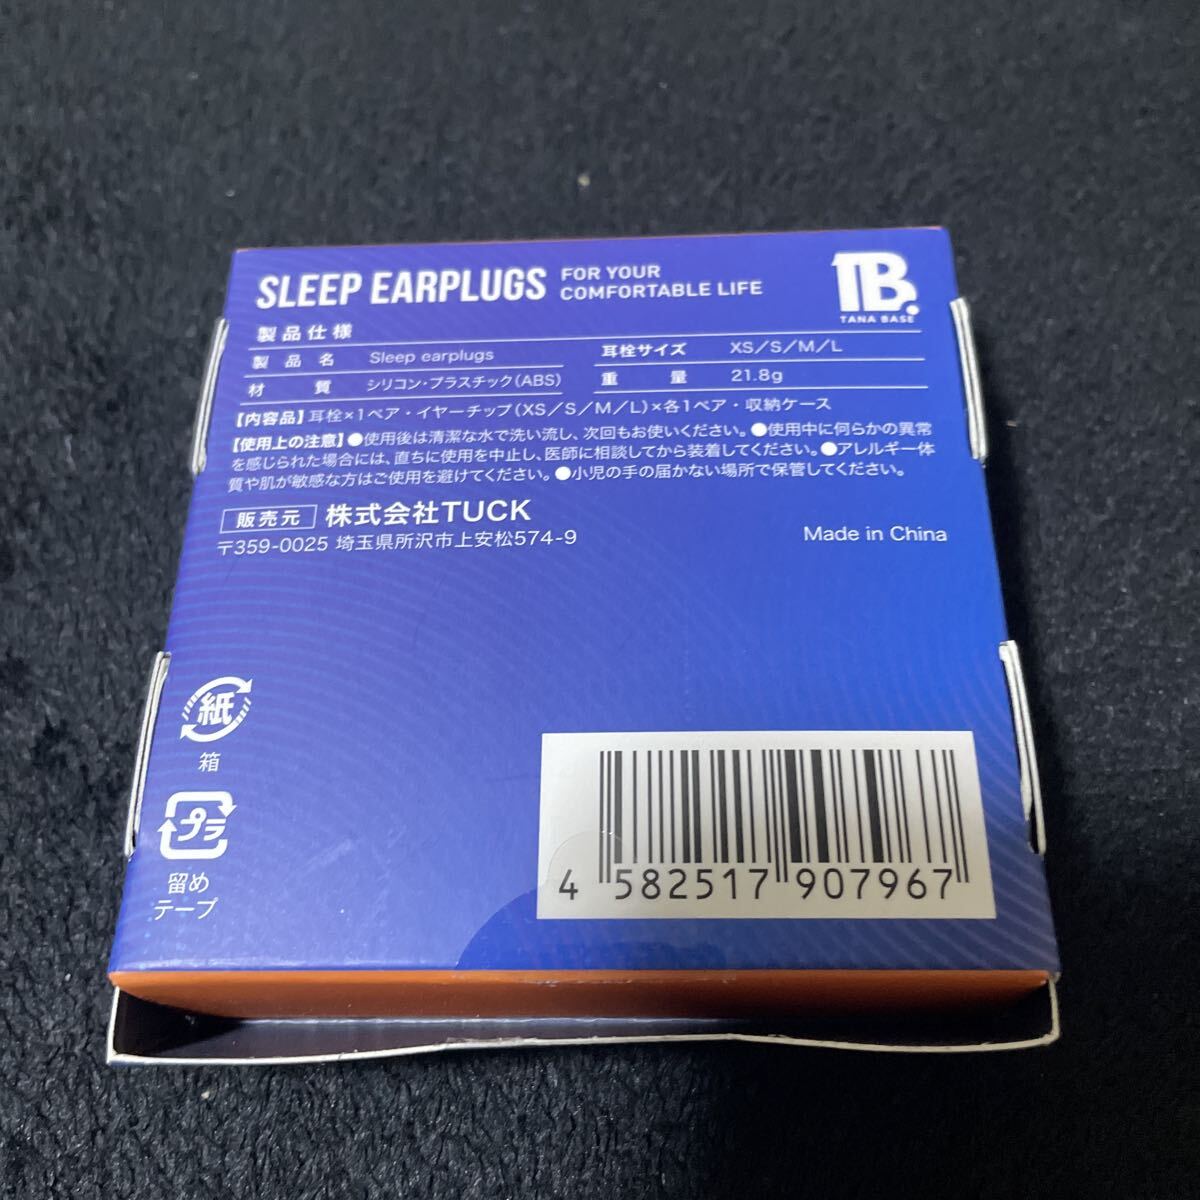 SLEEP EARPLUGS
FOR YOUR
COMFORTABLE LIFE
1B.
TANA BASE
製品仕様
製品名 Sleep earplugs
耳栓サイズ XS/S/M/L
材質 シリコン・プラスチック(ABS)
重量 21.8g
【内容品】耳栓×1ペア・イヤーチップ(XS/S/M/L)×各1ペア・収納ケース
【使用上の注意】●使用後は清潔な水で洗い流し、次回もお使いください。●使用中に何らかの異常
を感じられた場合には、直ちに使用を中止し、医師に相談してから装着してください。●アレルギー体
質や肌が敏感な方はご使用を避けてください。●小児の手の届かない場所で保管してください。
販売元 株式会社TUCK
〒359-0025 埼玉県所沢市上安松574-9
Made in China
紙
箱
プラ
留め
テープ
4 582517 907967